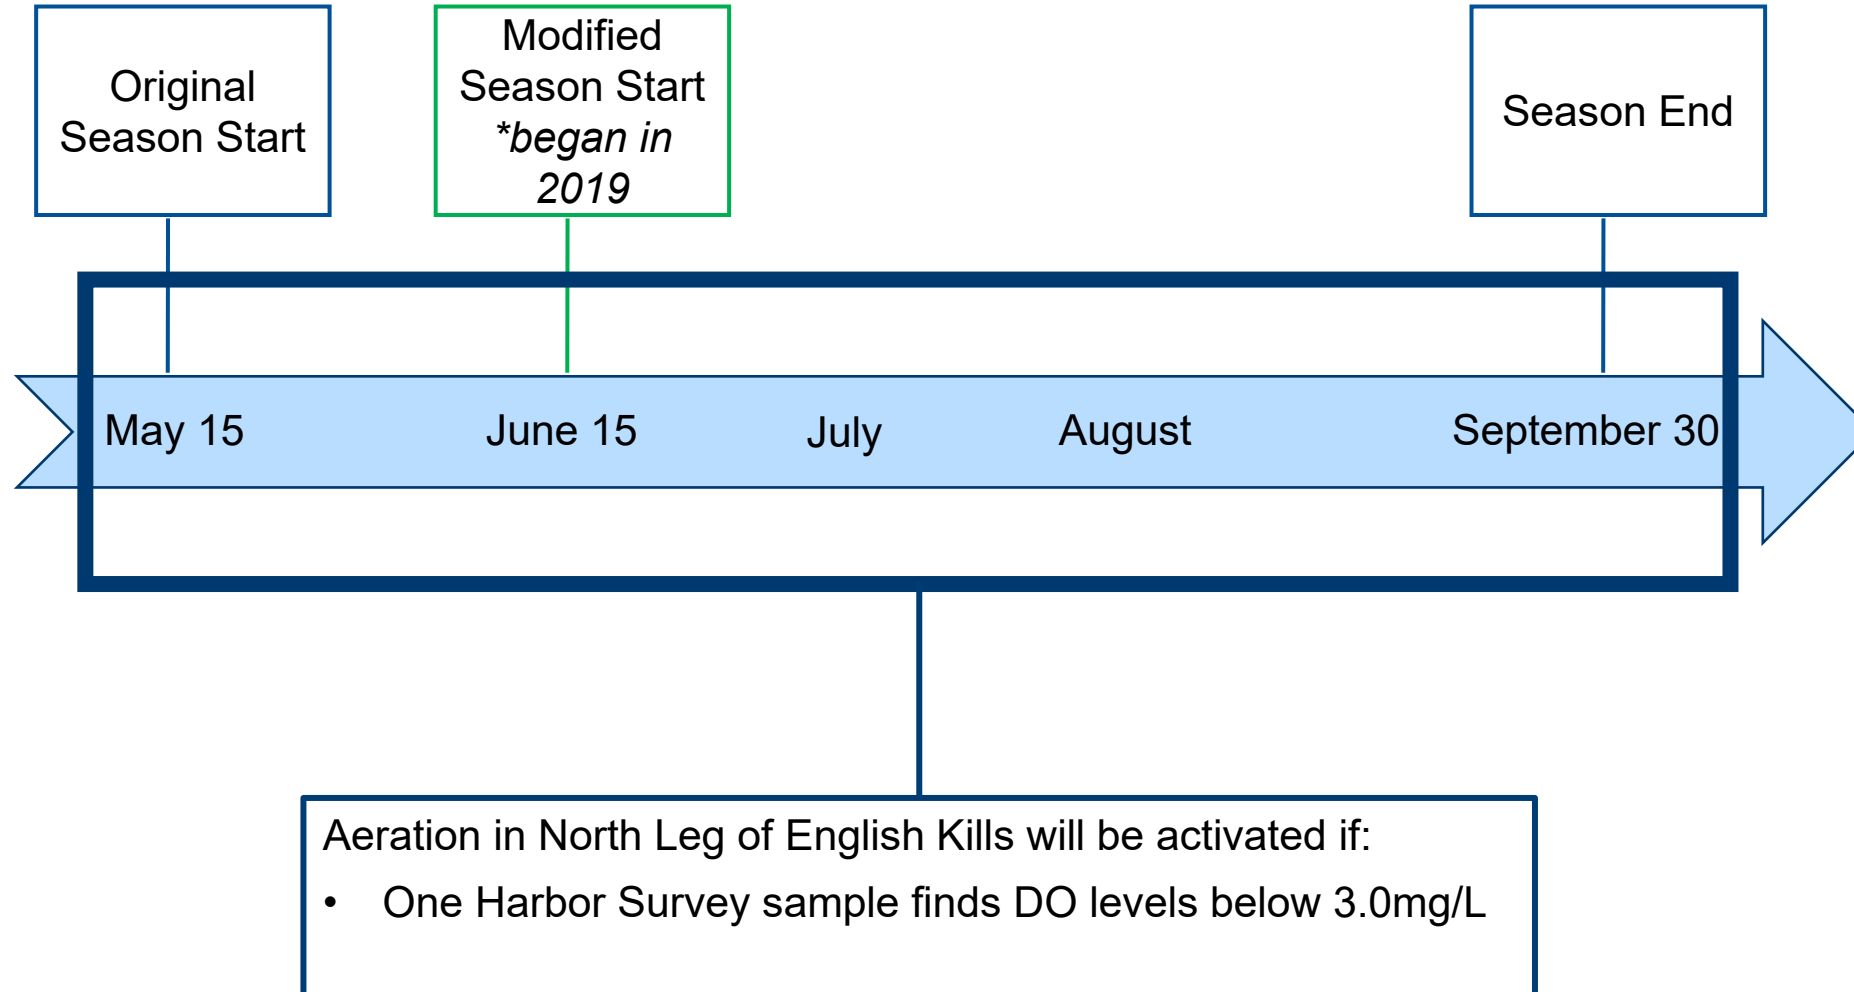 Original
Season Start
Modified
Season Start
*began in
2019
Season End
May 15
June 15
July
August
September 30
Aeration in North Leg of English Kills will be activated if:
• One Harbor Survey sample finds DO levels below 3.0mg/L